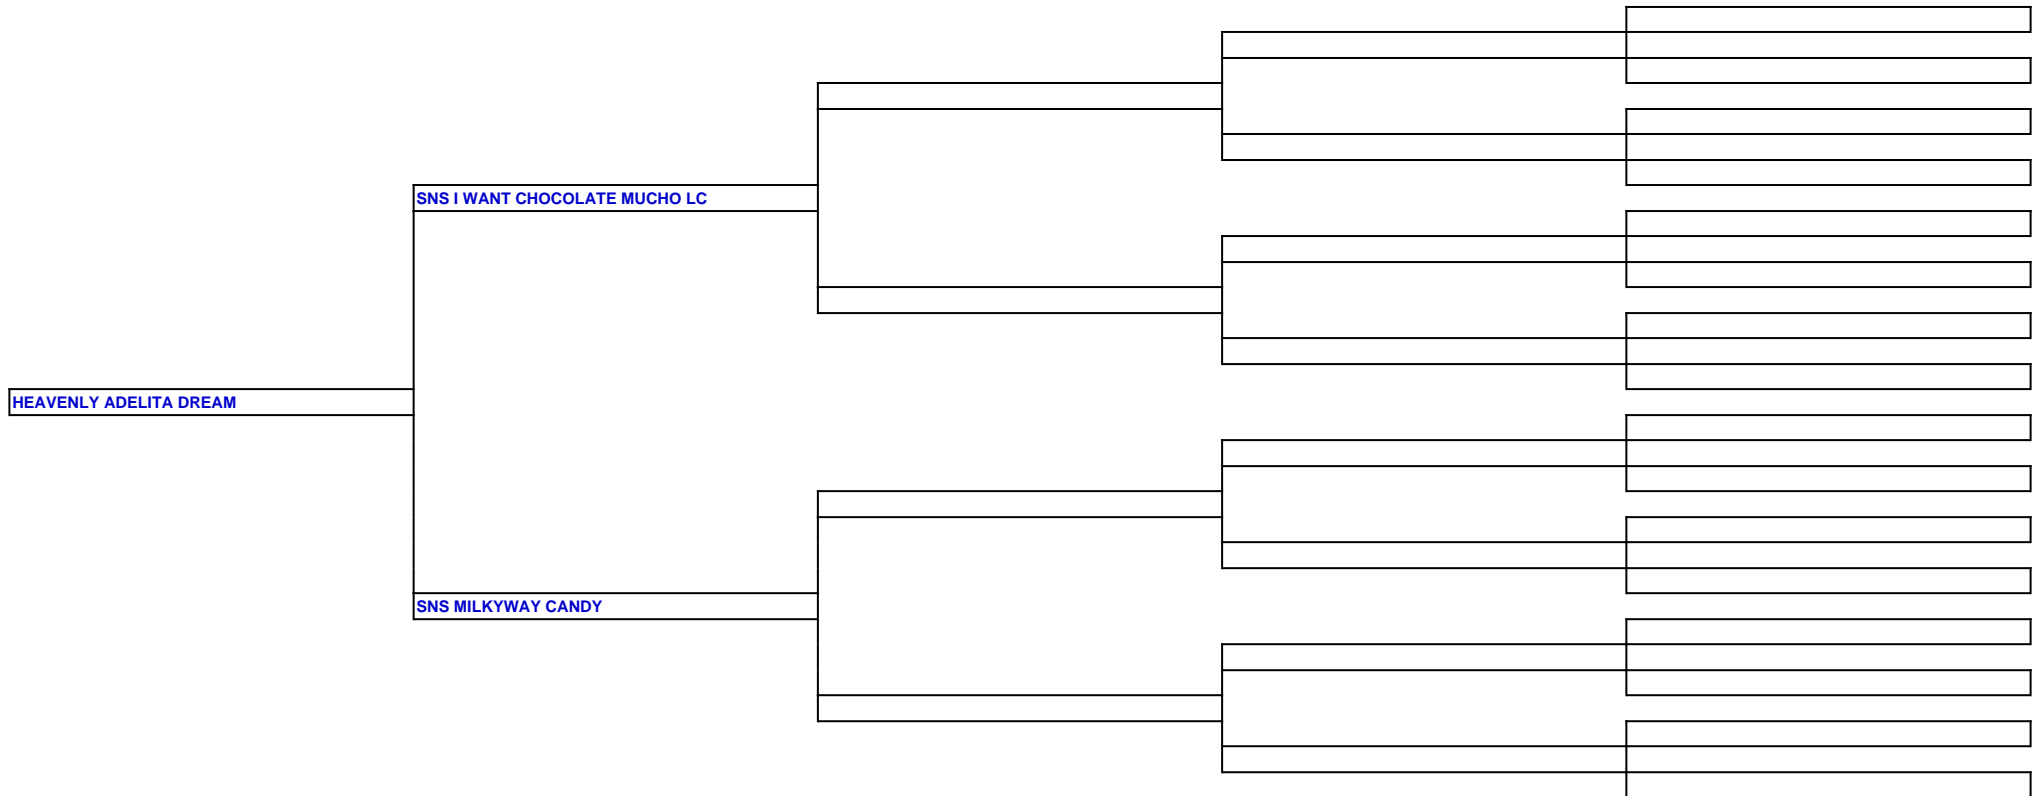 SNS I WANT CHOCOLATE MUCHO LC
HEAVENLY ADELITA DREAM
SNS MILKYWAY CANDY